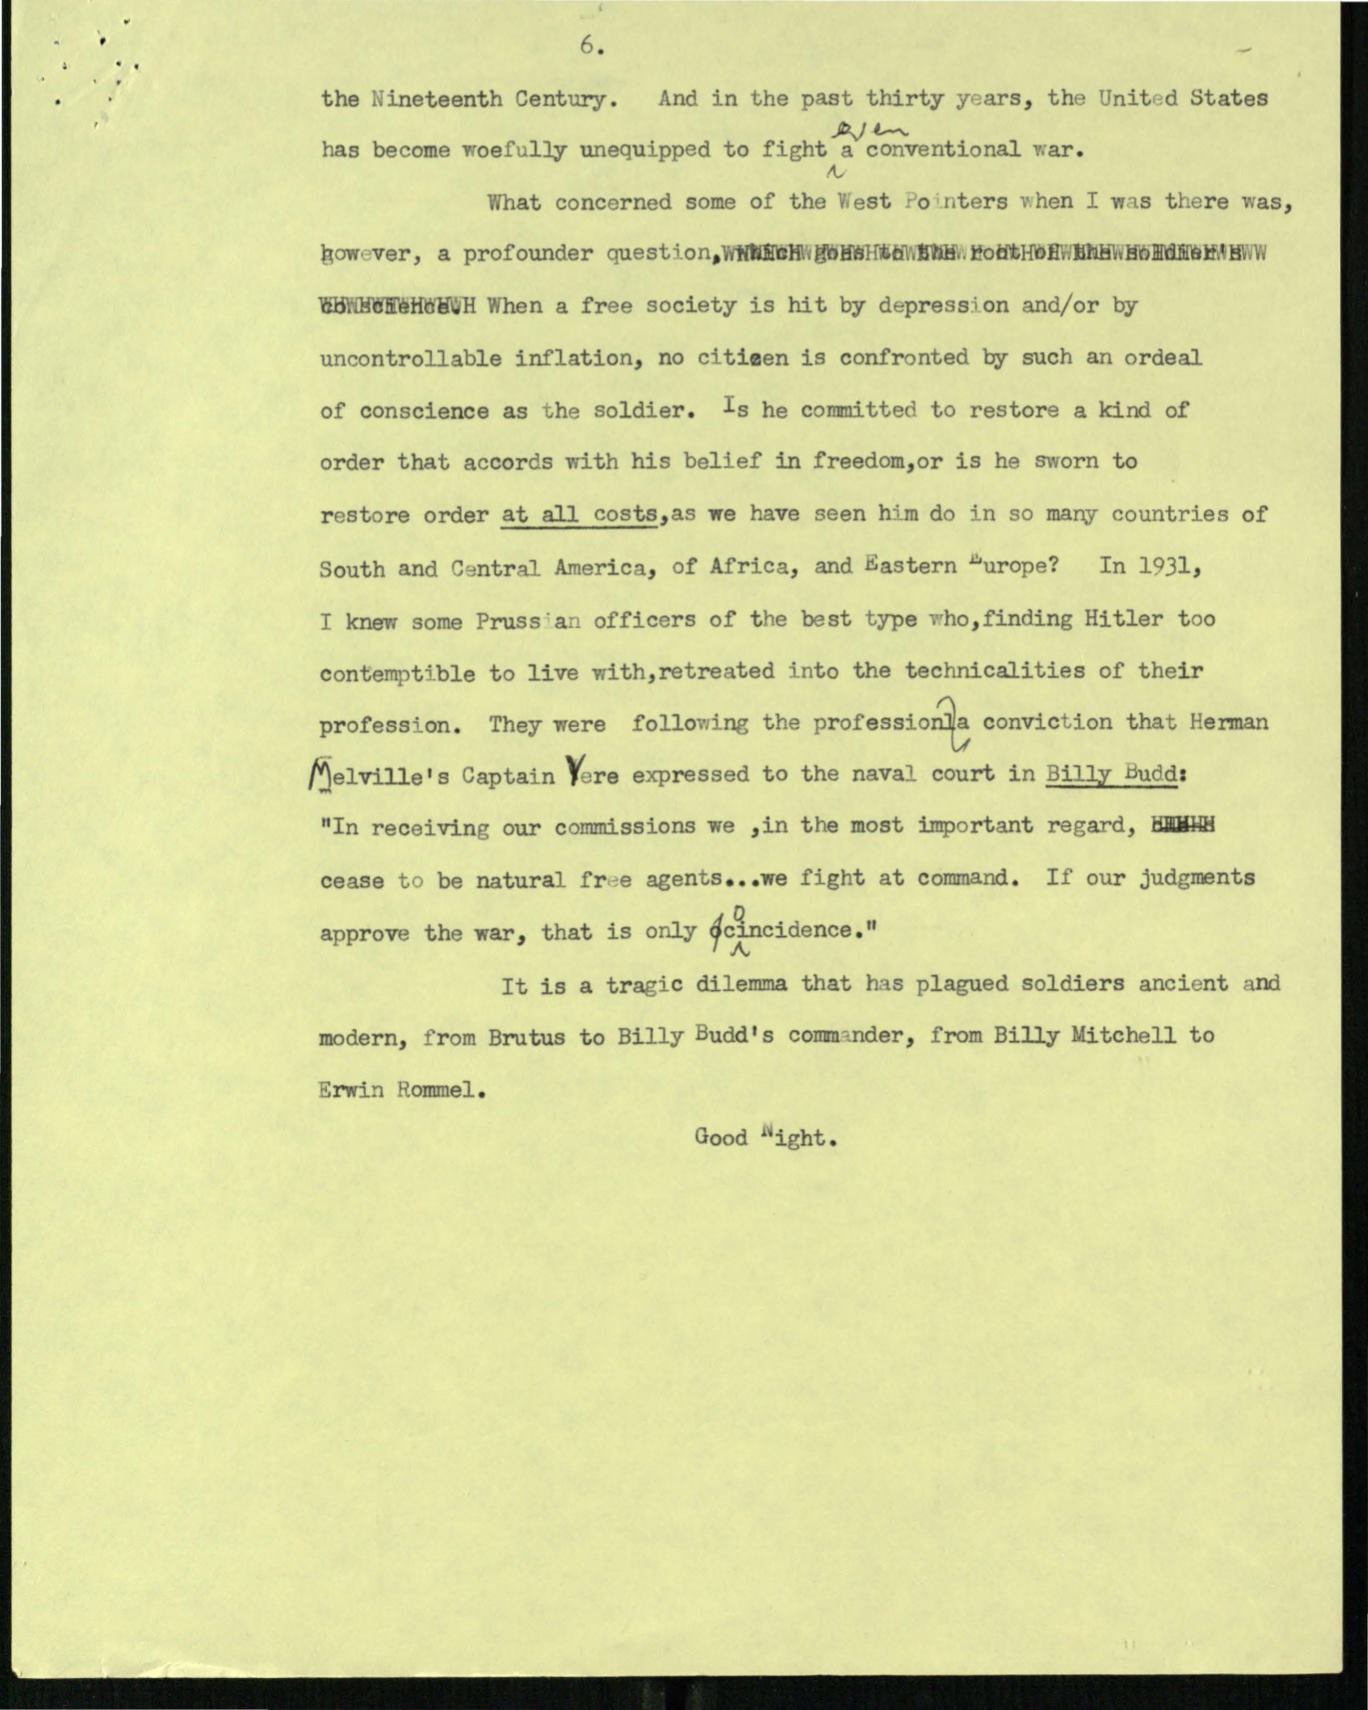 6.
the Nineteenth Century. And in the past thirty years, the United States
even
has become woefully unequipped to fight a conventional war.
What concerned some of the West Pointers when I was there was,
however, a profounder question, which goes to the root of the soldier's
conscience. When a free society is hit by depression and/or by
uncontrollable inflation, no citizen is confronted by such an ordeal
of conscience as the soldier. Is he committed to restore a kind of
order that accords with his belief in freedom,or is he sworn to
restore order at all costs,as we have seen him do in so many countries of
South and Central America, of Africa, and Eastern Europe? In 1931,
I knew some Prussian officers of the best type who,finding Hitler too
contemptible to live with,retreated into the technicalities of their
profession. They were following the professionla conviction that Herman
Melville's Captain Vere expressed to the naval court in Billy Budd:
"In receiving our commissions we ,in the most important regard,
cease to be natural free agents...we fight at command. If our judgments
approve the war, that is only coincidence."
It is a tragic dilemma that has plagued soldiers ancient and
modern, from Brutus to Billy Budd's commander, from Billy Mitchell to
Erwin Rommel.
Good Night.